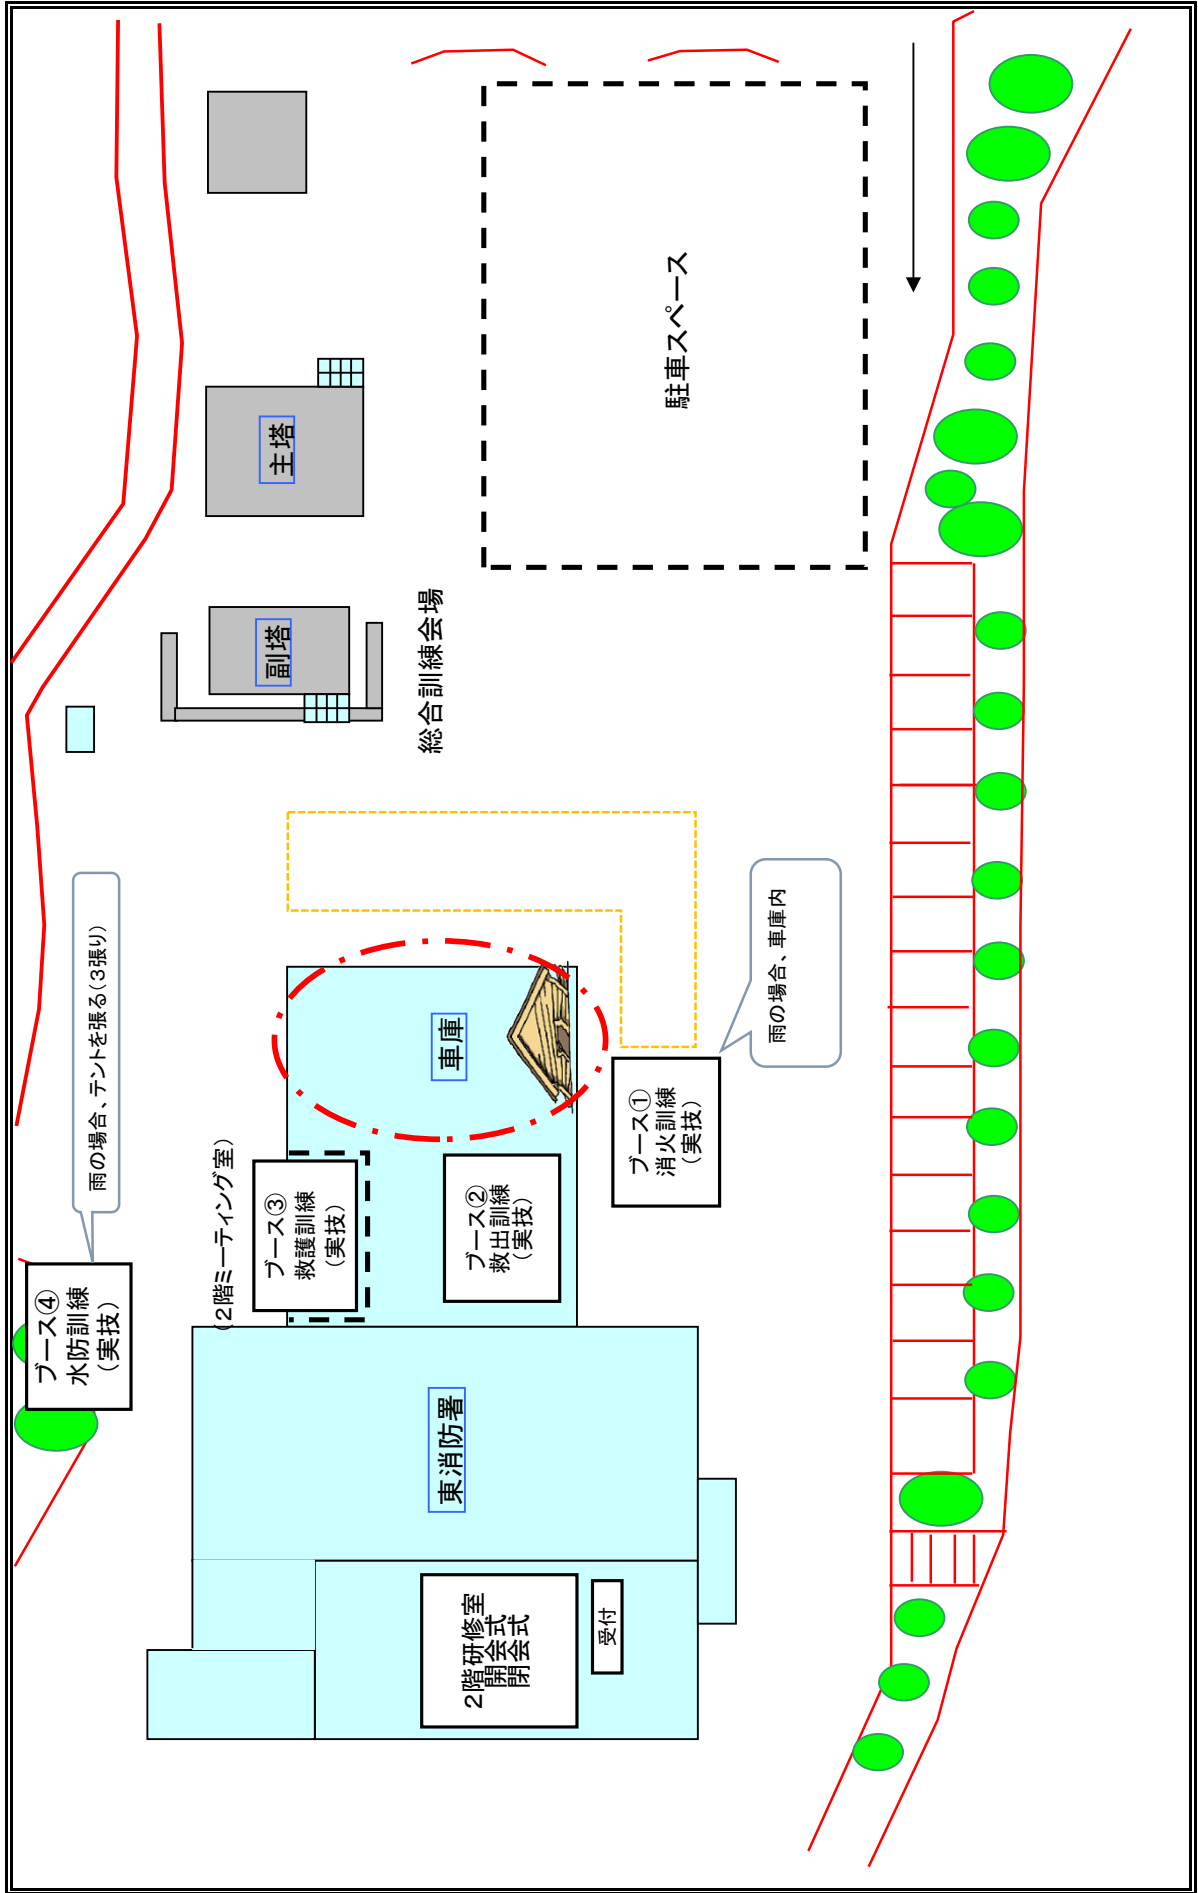 雨の場合、テントを張る(3張り)
ブース④
水防訓練
(実技)
(2階ミーティング室)
ブース③
救護訓練
(実技)
副塔
主塔
総合訓練会場
車庫
ブース②
救出訓練
(実技)
東消防署
2階研修室
開会式
閉会式
受付
ブース①
消火訓練
(実技)
駐車スペース
雨の場合、車庫内